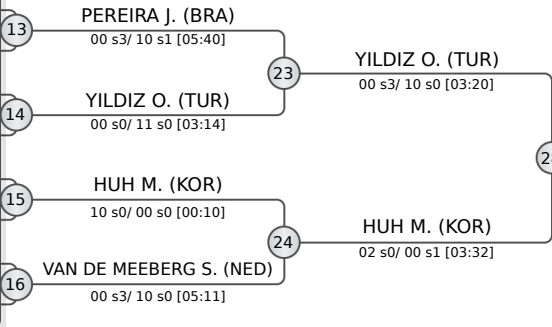 13
PEREIRA J. (BRA)
00 s3/ 10 s1 [05:40]
23
YILDIZ O. (TUR)
00 s3/ 10 s0 [03:20]
14
YILDIZ O. (TUR)
00 s0/ 11 s0 [03:14]
15
HUH M. (KOR)
10 s0/ 00 s0 [00:10]
24
HUH M. (KOR)
02 s0/ 00 s1 [03:32]
16
VAN DE MEEBERG S. (NED)
00 s3/ 10 s0 [05:11]